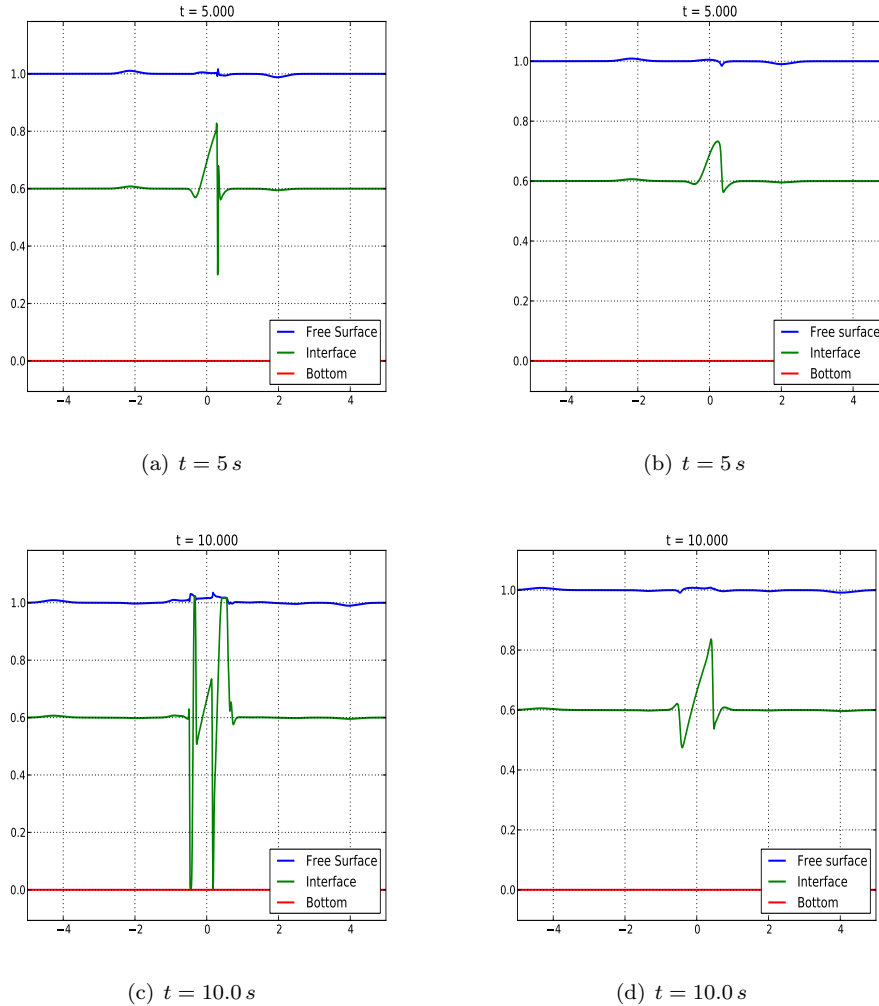 t = 5.000
1.0
0.8
0.6
0.4
0.2
0.0
−4
−2
0
2
4
Free Surface
Interface
Bottom
(a) t = 5 s
t = 5.000
1.0
0.8
0.6
0.4
0.2
0.0
−4
−2
0
2
4
Free surface
Interface
Bottom
(b) t = 5 s
t = 10.000
1.0
0.8
0.6
0.4
0.2
0.0
−4
−2
0
2
4
Free Surface
Interface
Bottom
(c) t = 10.0 s
t = 10.000
1.0
0.8
0.6
0.4
0.2
0.0
−4
−2
0
2
4
Free surface
Interface
Bottom
(d) t = 10.0 s